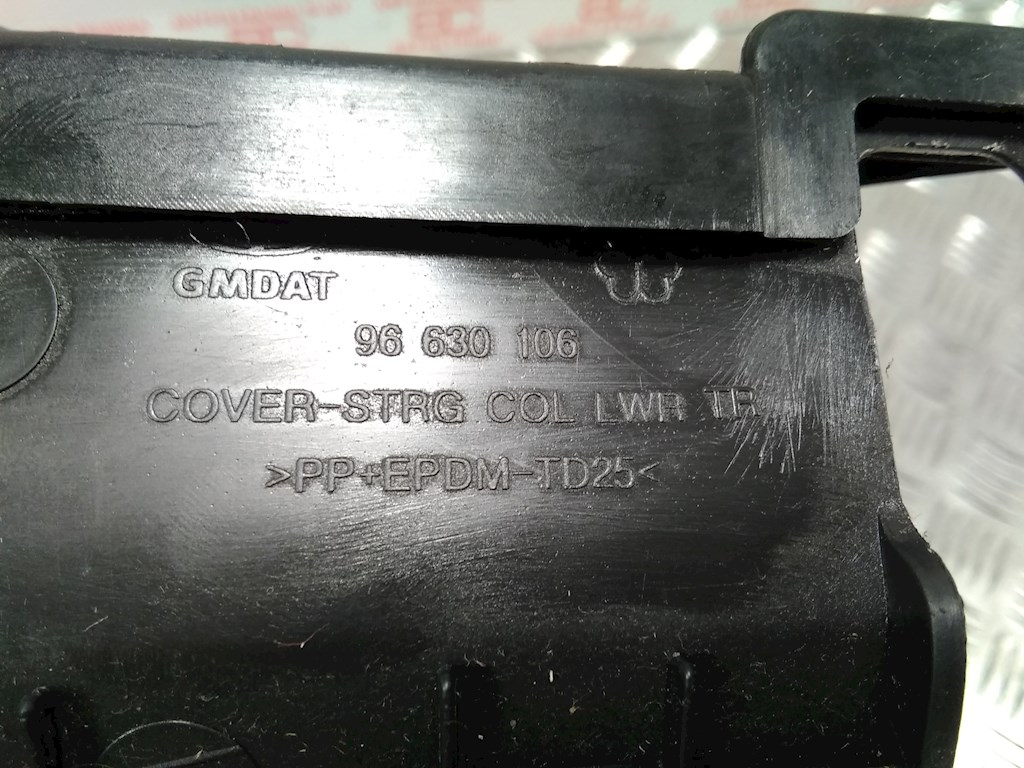 GMDAT
96 630 106
COVER-STRG COL LWR TR
>PP+EPDM-TD25<